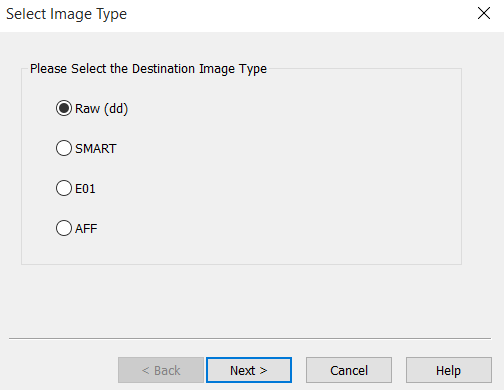 Select Image Type
Please Select the Destination Image Type
Raw (dd)
SMART
E01
AFF
< Back Next > Cancel Help